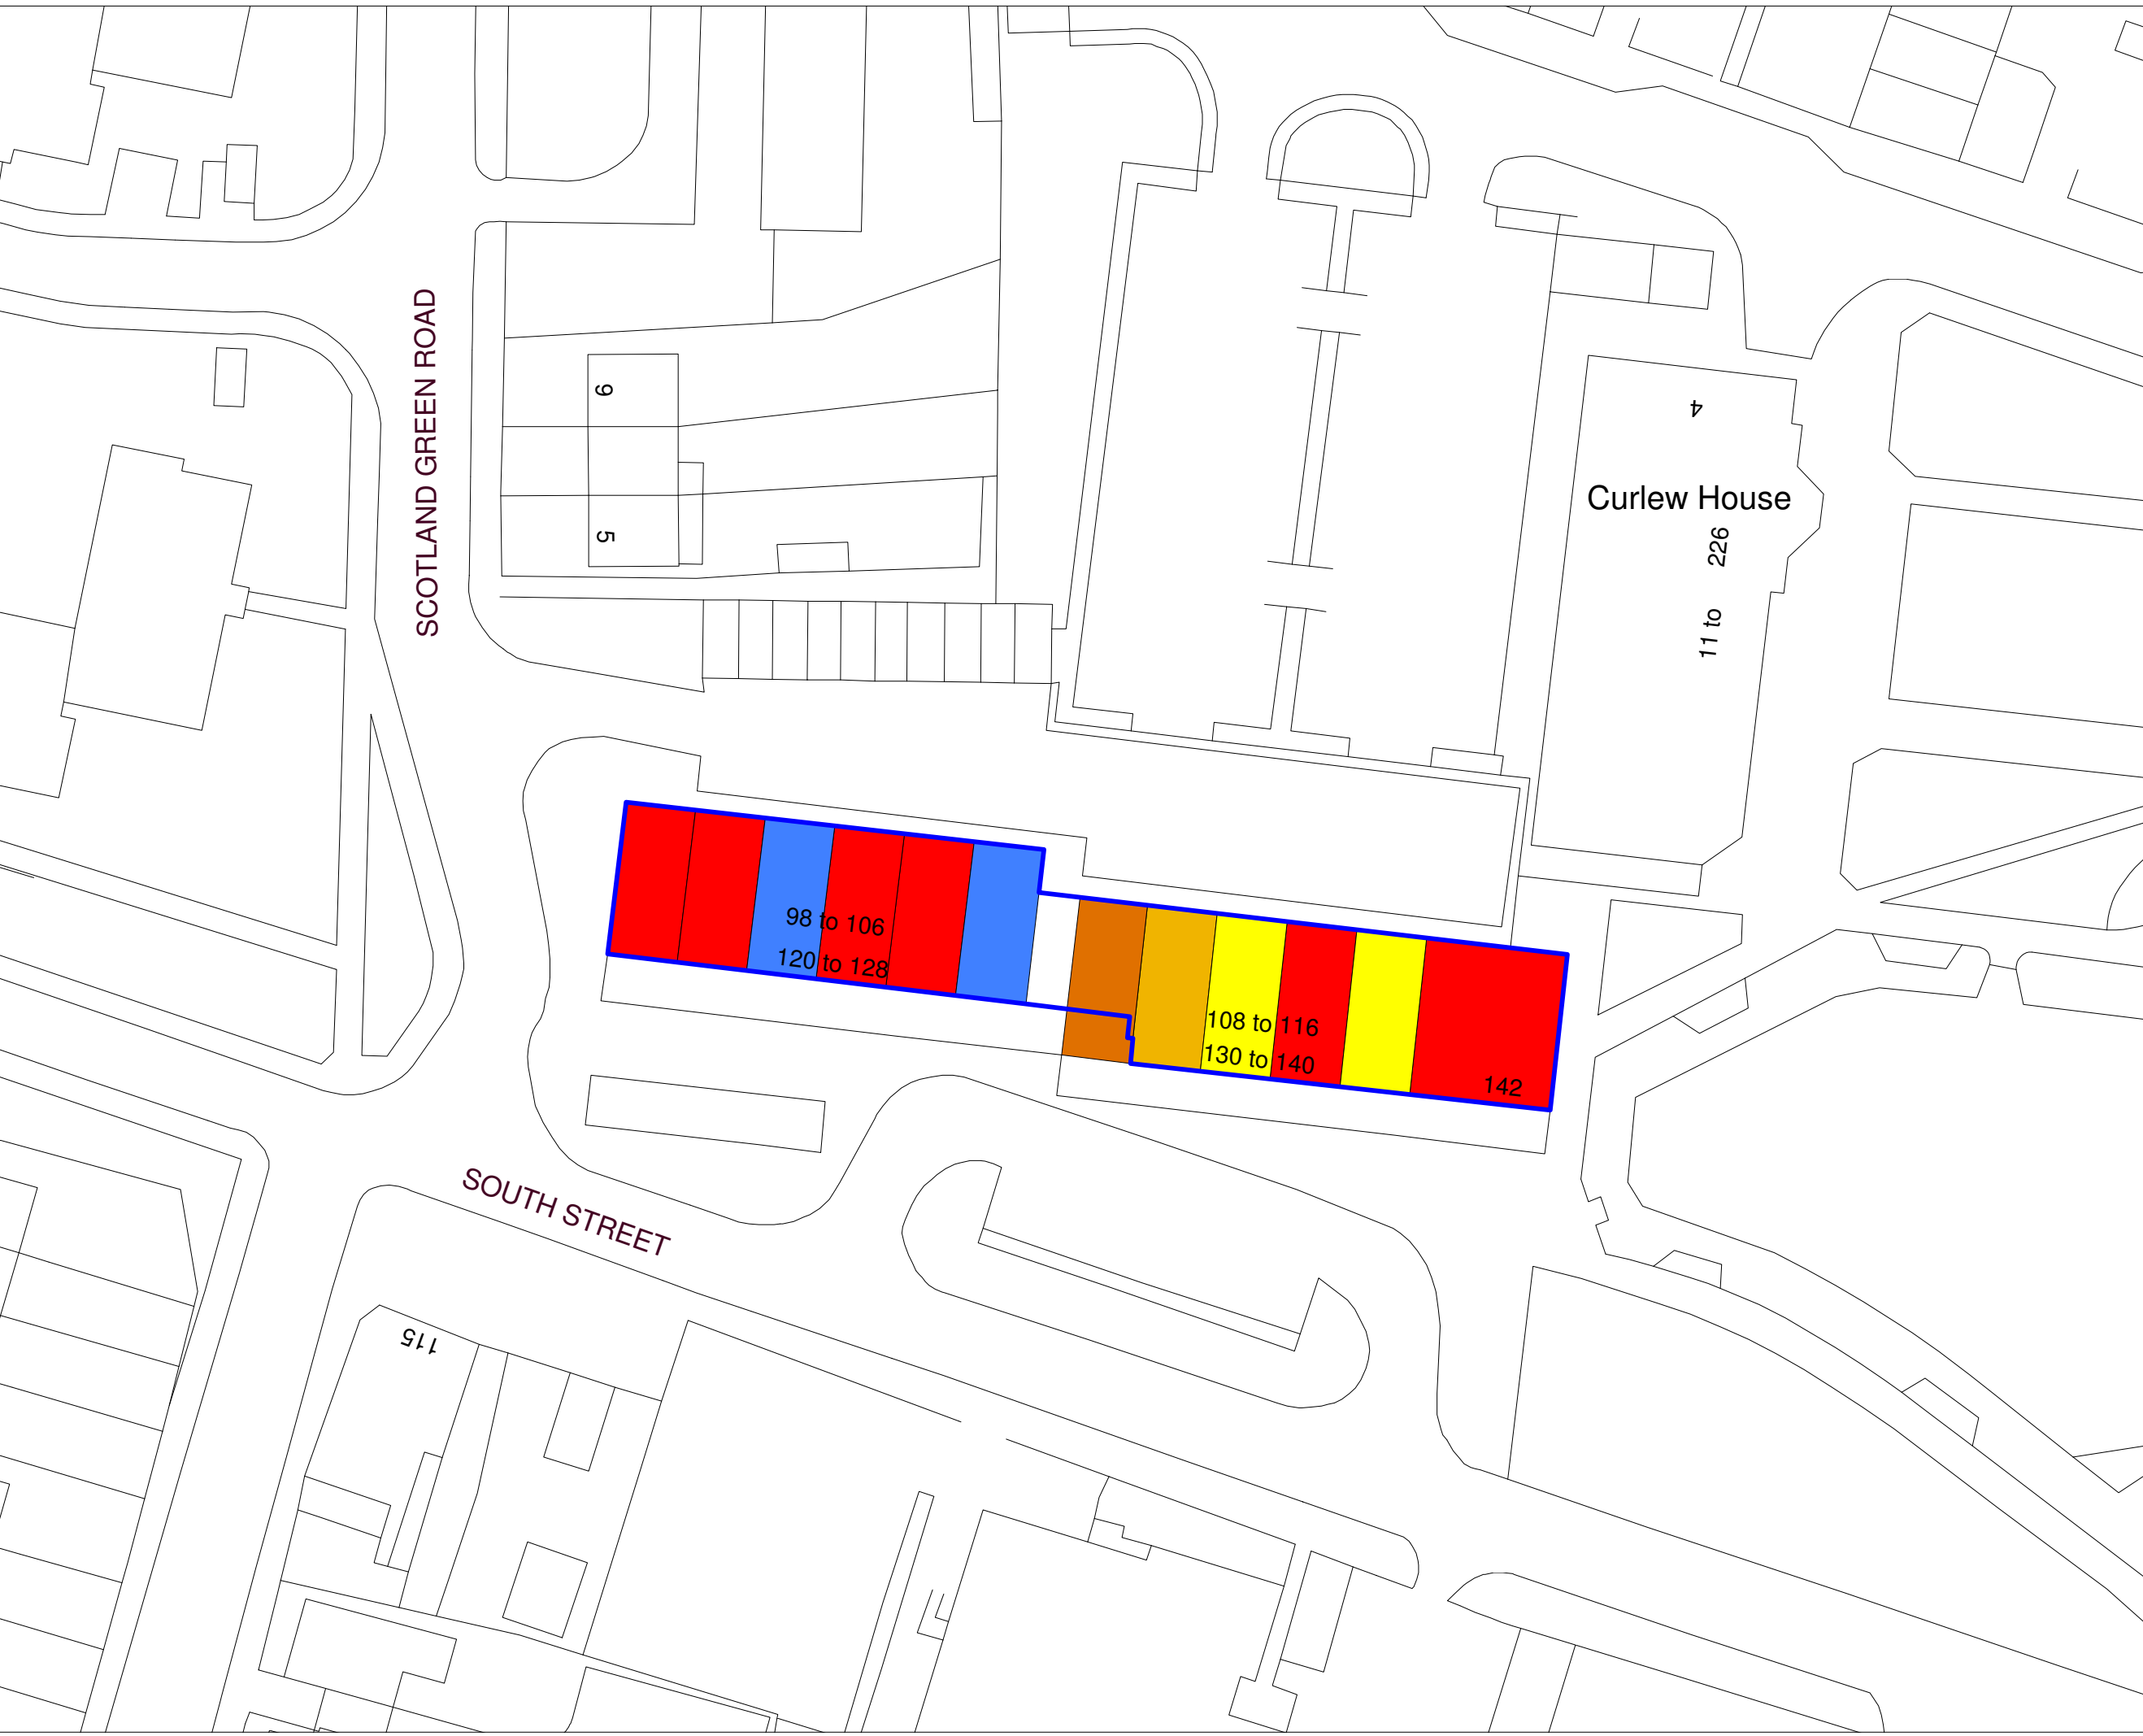 SCOTLAND GREEN ROAD
9
5
4
Curlew House
11 to 226
98 to 106
120 to 128
108 to 116
130 to 140
142
SOUTH STREET
115